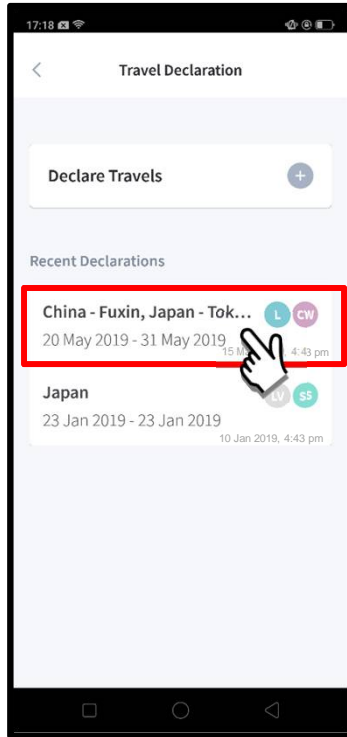 17:18
Travel Declaration
Declare Travels
Recent Declarations
China - Fuxin, Japan - Tok... L CW
20 May 2019 - 31 May 2019
15 4:43 pm
Japan LV SS
23 Jan 2019 - 23 Jan 2019
10 Jan 2019, 4:43 pm